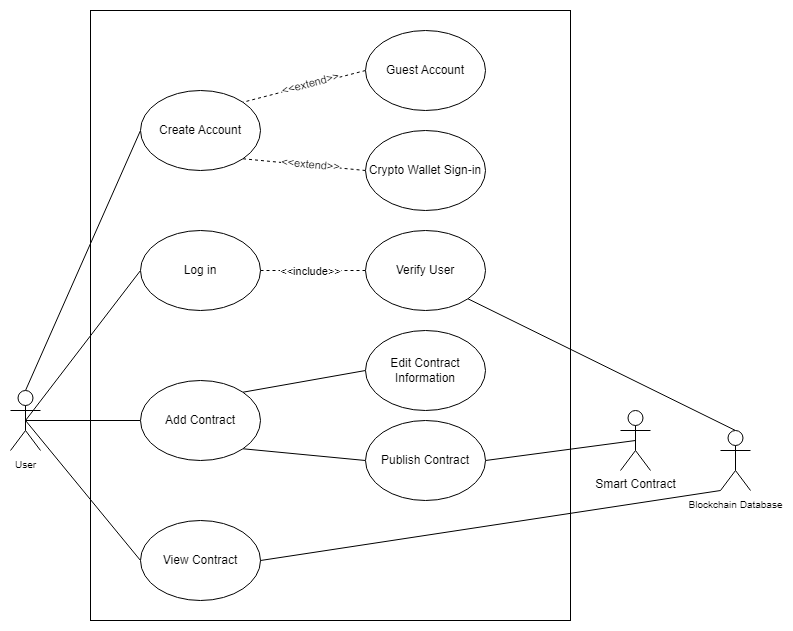 Guest Account
<<extend>>
Create Account
<<extend>>
Crypto Wallet Sign-in
Log in
<<include>>
Verify User
Edit Contract
Information
Add Contract
Publish Contract
User
Smart Contract
Blockchain Database
View Contract